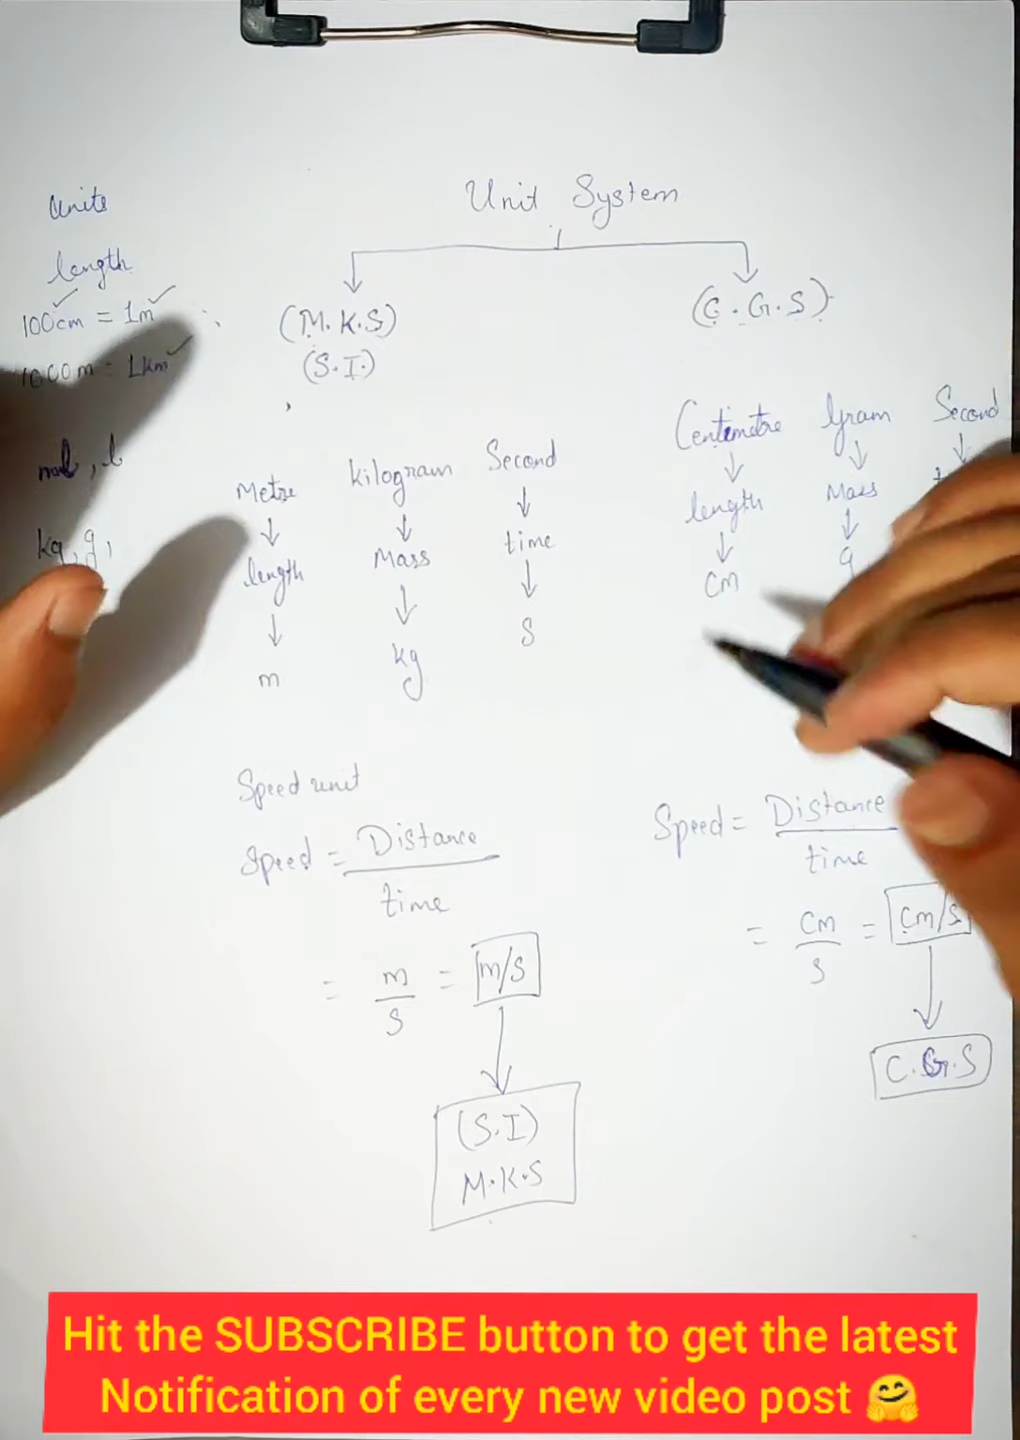 Unit System
Units
length
100cm = 1m
1000m = 1km
ml, l
kg, g,
(M.K.S)
(S.I.)
(C.G.S)
Metre Kilogram Second
length Mass time
m kg s
Centimetre Gram Second
length Mass
cm g
Speed unit
Speed = Distance
time
= m
s
= m/s
(S.I)
M.K.S
Speed = Distance
time
= cm
s
= cm/s
C.G.S
Hit the SUBSCRIBE button to get the latest
Notification of every new video post 🤗